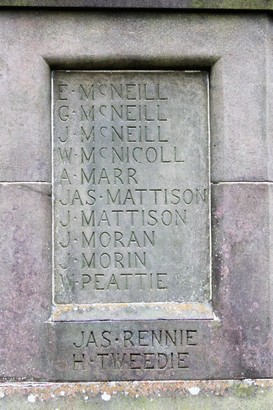 E·MᶜNEILL
G·MᶜNEILL
J·MᶜNEILL
W·MᶜNICOLL
A·MARR
JAS·MATTISON
J·MATTISON
J·MORAN
J·MORIN
W·PEATTIE
JAS·RENNIE
H·TWEEDIE